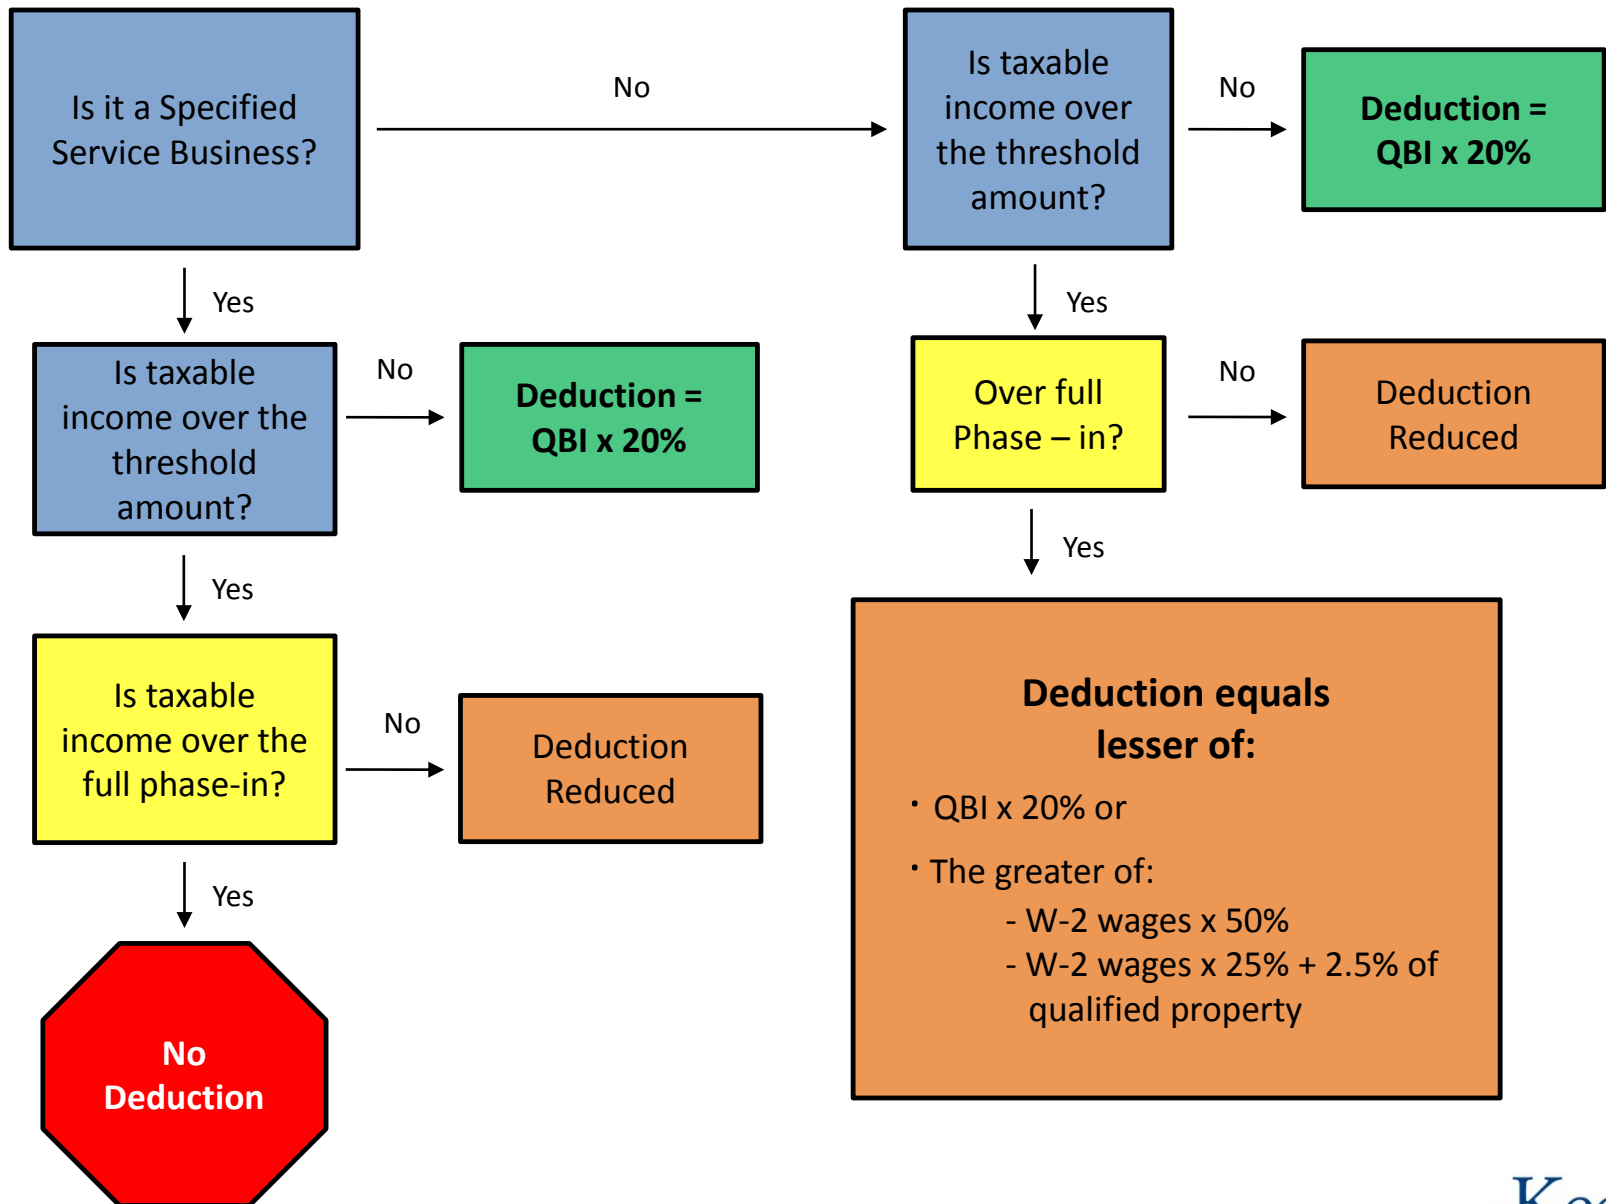 Is it a Specified
Service Business?
No
Is taxable
income over
the threshold
amount?
No
Deduction =
QBI x 20%
Yes
Yes
Is taxable
income over the
threshold
amount?
No
Deduction =
QBI x 20%
Over full
Phase – in?
No
Deduction
Reduced
Yes
Yes
Is taxable
income over the
full phase-in?
No
Deduction
Reduced
Deduction equals
lesser of:
· QBI x 20% or
· The greater of:
- W-2 wages x 50%
- W-2 wages x 25% + 2.5% of
qualified property
Yes
No
Deduction